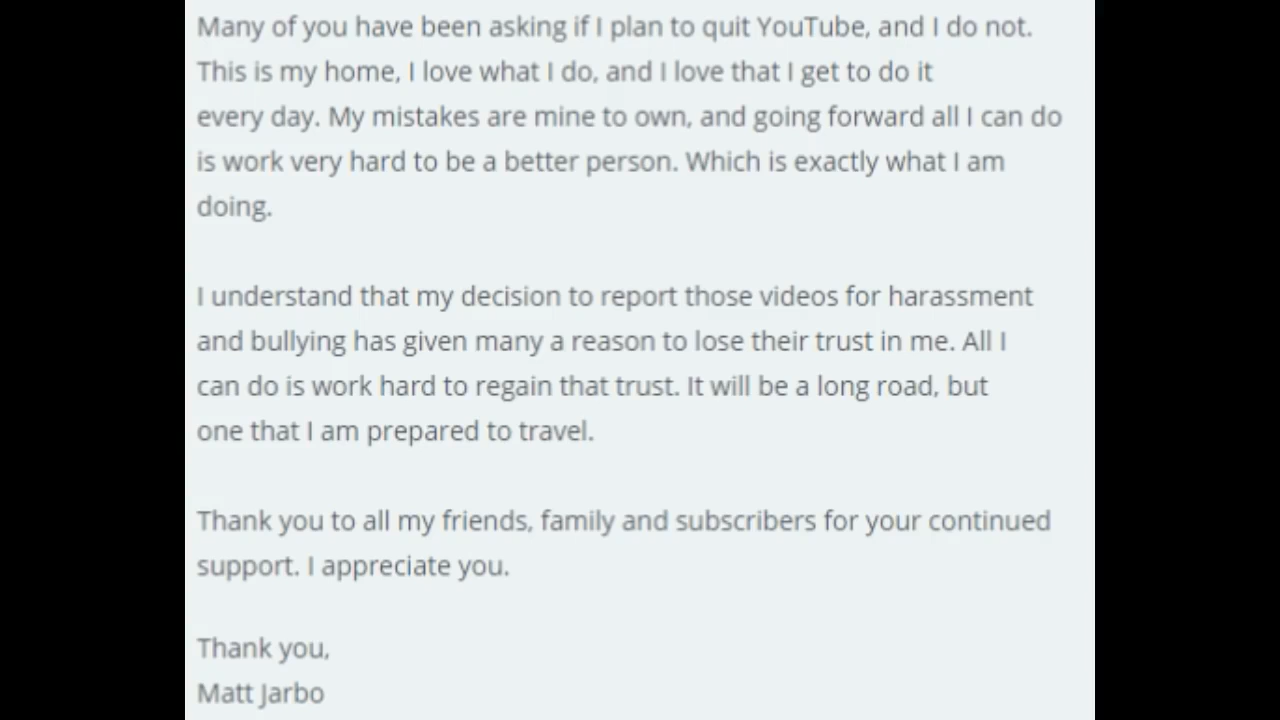 Many of you have been asking if I plan to quit YouTube, and I do not.
This is my home, I love what I do, and I love that I get to do it
every day. My mistakes are mine to own, and going forward all I can do
is work very hard to be a better person. Which is exactly what I am
doing.
I understand that my decision to report those videos for harassment
and bullying has given many a reason to lose their trust in me. All I
can do is work hard to regain that trust. It will be a long road, but
one that I am prepared to travel.
Thank you to all my friends, family and subscribers for your continued
support. I appreciate you.
Thank you,
Matt Jarbo